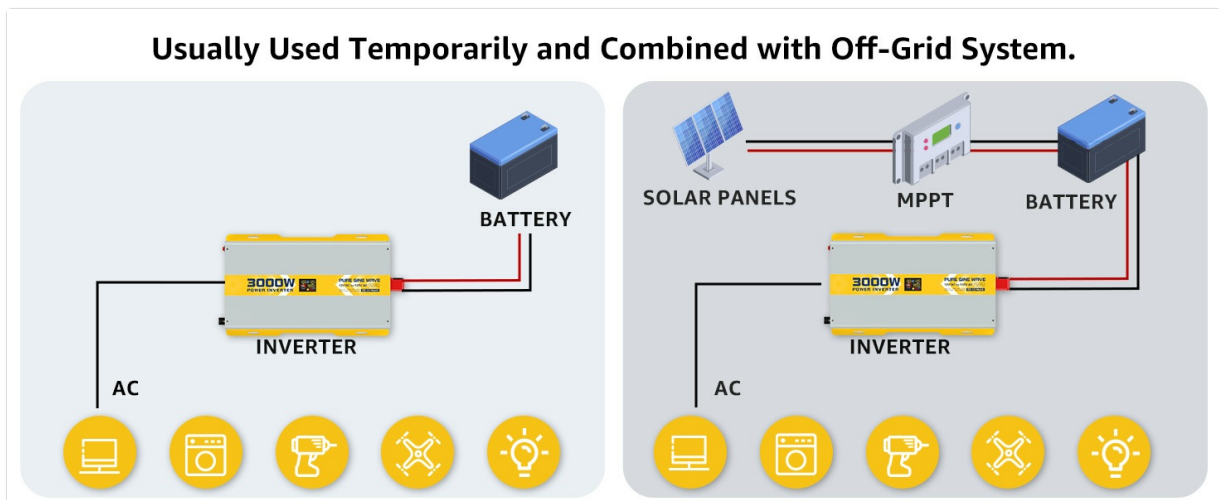 Usually Used Temporarily and Combined with Off-Grid System.
BATTERY
3000W
POWER INVERTER
PURE SINE WAVE
INVERTER
AC
SOLAR PANELS
MPPT
BATTERY
3000W
POWER INVERTER
PURE SINE WAVE
INVERTER
AC